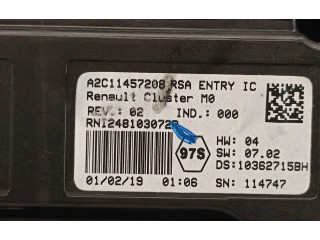 A2C11457208 RSA ENTRY IC
Renault Cluster M0
REV.: 02 IND.: 000
RNI248103072R
97S
HW: 04
SW: 07.02
DS:10362715BH
01/02/19 01:06 SN: 114747